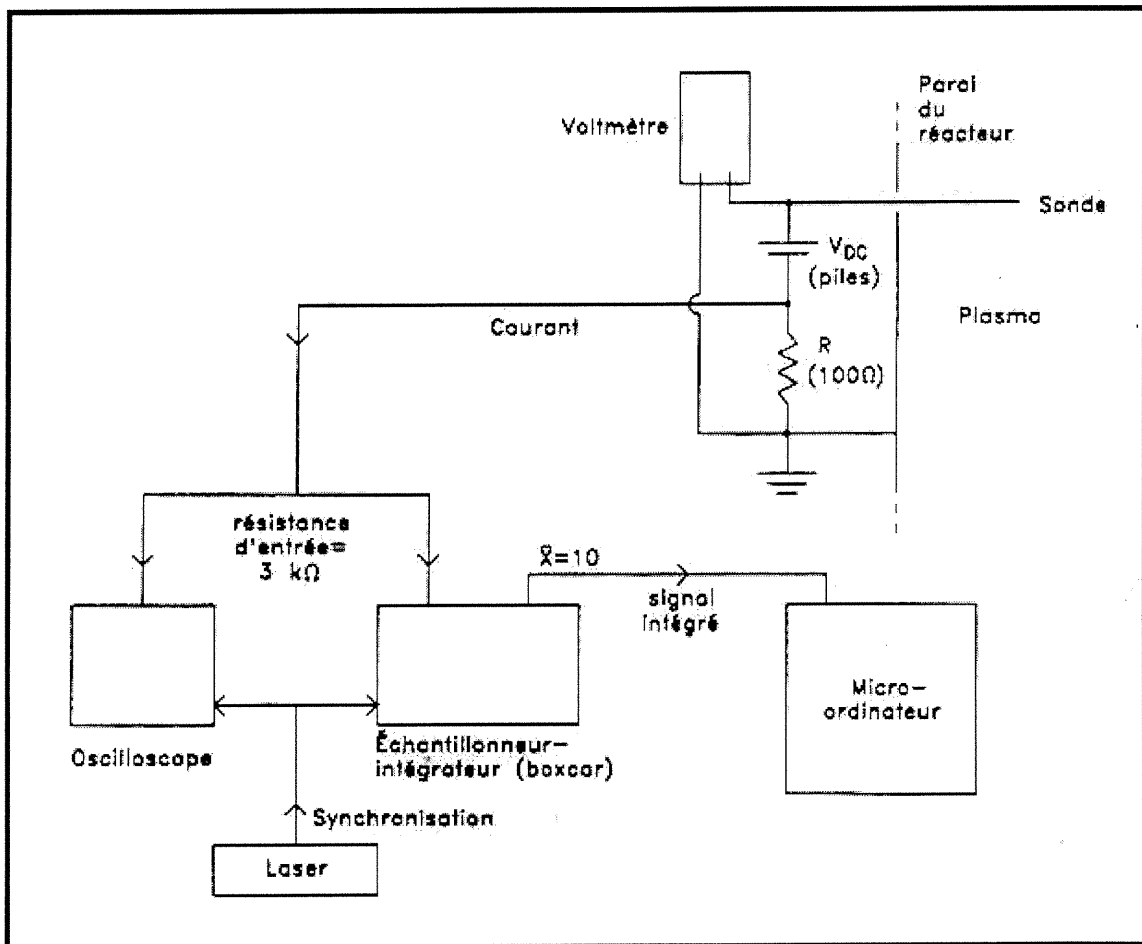 Paroi
du
réacteur
Voltmètre
Sonde
V_DC
(piles)
Plasma
Courant
R
(100Ω)
résistance
d'entrée=
3 kΩ
X̄=10
signal
intégré
Micro-
ordinateur
Oscilloscope
Échantillonneur-
intégrateur (boxcar)
Synchronisation
Laser